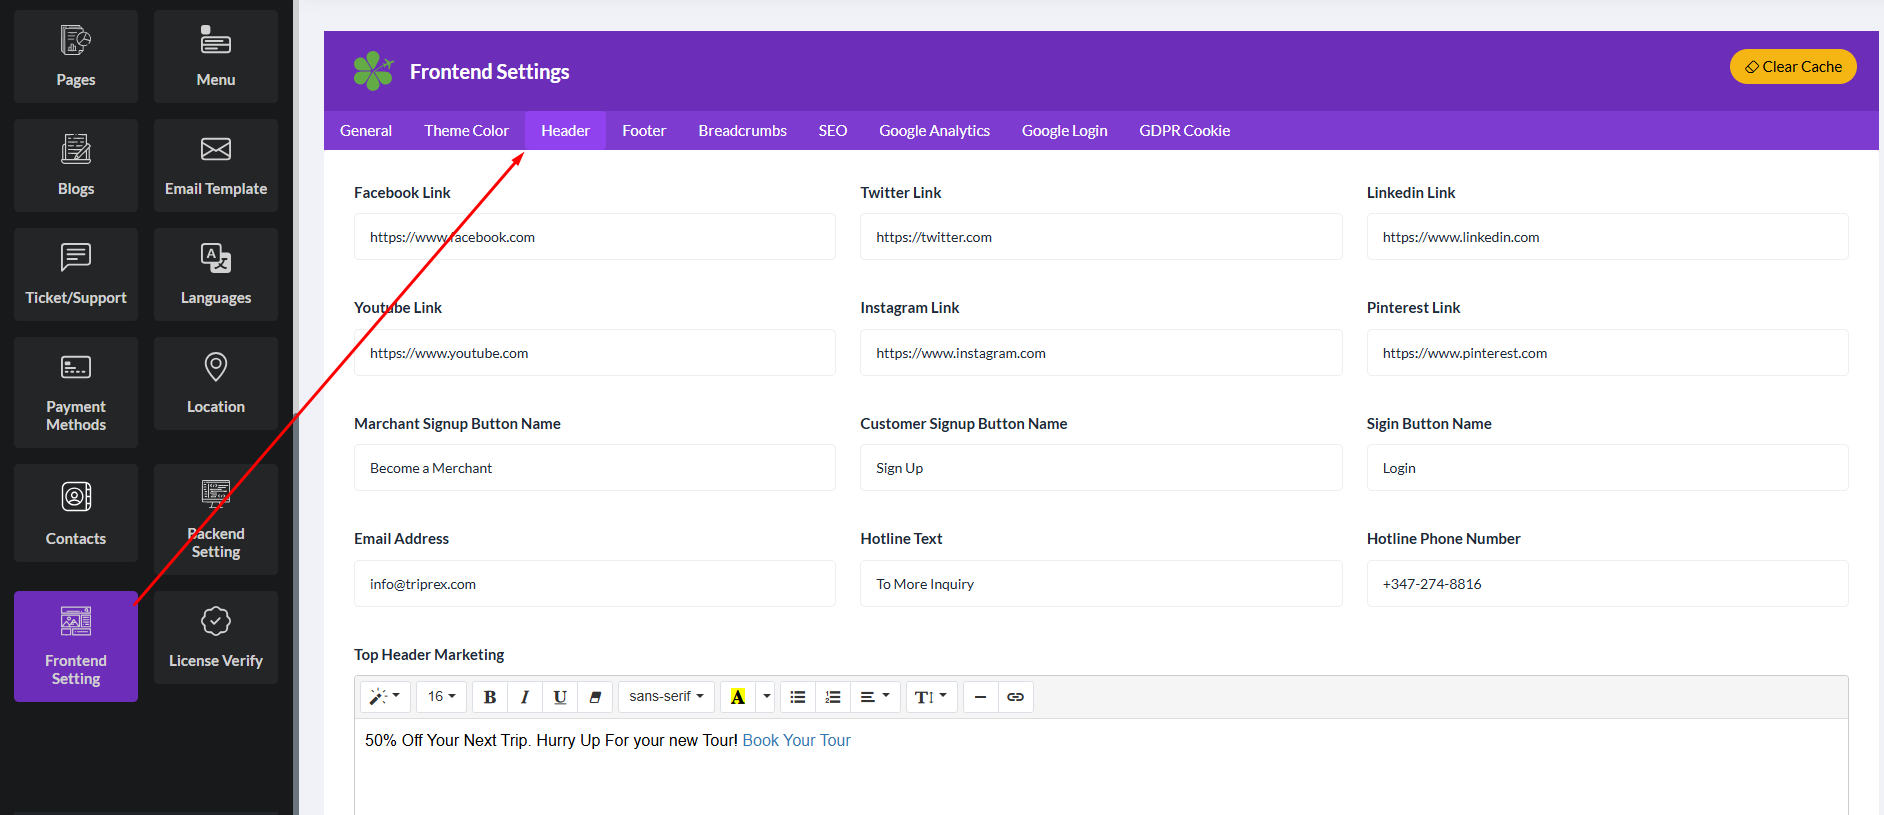 Pages
Menu
Blogs
Email Template
Ticket/Support
Languages
Payment
Methods
Location
Contacts
Backend
Setting
Frontend
Setting
License Verify
Frontend Settings
Clear Cache
General Theme Color Header Footer Breadcrumbs SEO Google Analytics Google Login GDPR Cookie
Facebook Link Twitter Link Linkedin Link
https://www.facebook.com https://twitter.com https://www.linkedin.com
Youtube Link Instagram Link Pinterest Link
https://www.youtube.com https://www.instagram.com https://www.pinterest.com
Marchant Signup Button Name Customer Signup Button Name Sigin Button Name
Become a Merchant Sign Up Login
Email Address Hotline Text Hotline Phone Number
info@triprex.com To More Inquiry +347-274-8816
Top Header Marketing
16 B I U sans-serif A T
50% Off Your Next Trip. Hurry Up For your new Tour! Book Your Tour